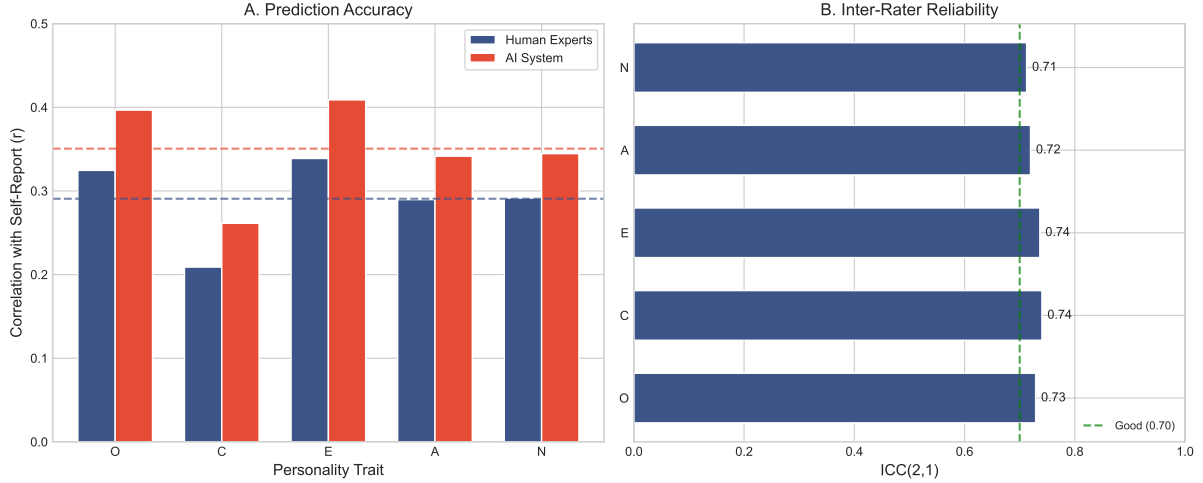 A. Prediction Accuracy
Correlation with Self-Report (r)
0.5
0.4
0.3
0.2
0.1
0.0
Human Experts
AI System
O C E A N
Personality Trait
B. Inter-Rater Reliability
N 0.71
A 0.72
E 0.74
C 0.74
O 0.73
Good (0.70)
0.0 0.2 0.4 0.6 0.8 1.0
ICC(2,1)